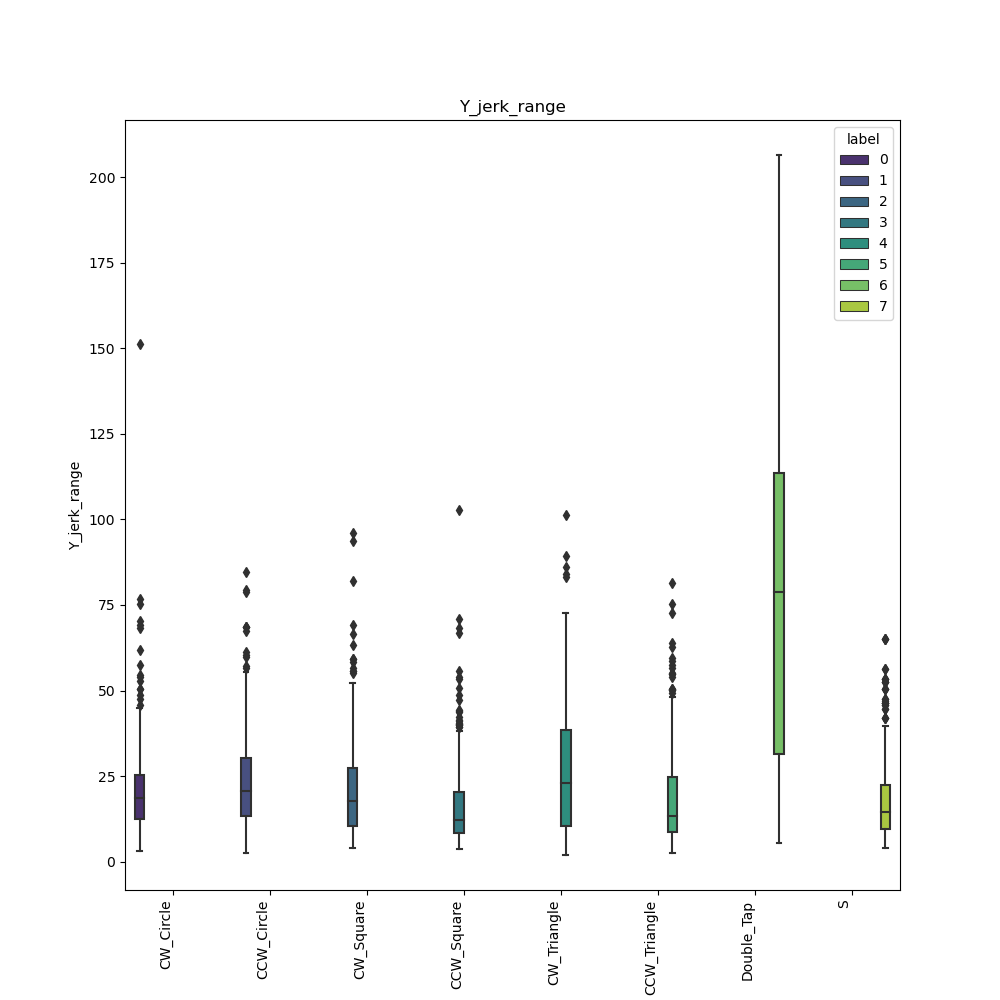 Y_jerk_range
label
0
1
2
3
4
5
6
7
200
175
150
125
100
75
50
25
0
Y_jerk_range
CW_Circle
CCW_Circle
CW_Square
CCW_Square
CW_Triangle
CCW_Triangle
Double_Tap
S